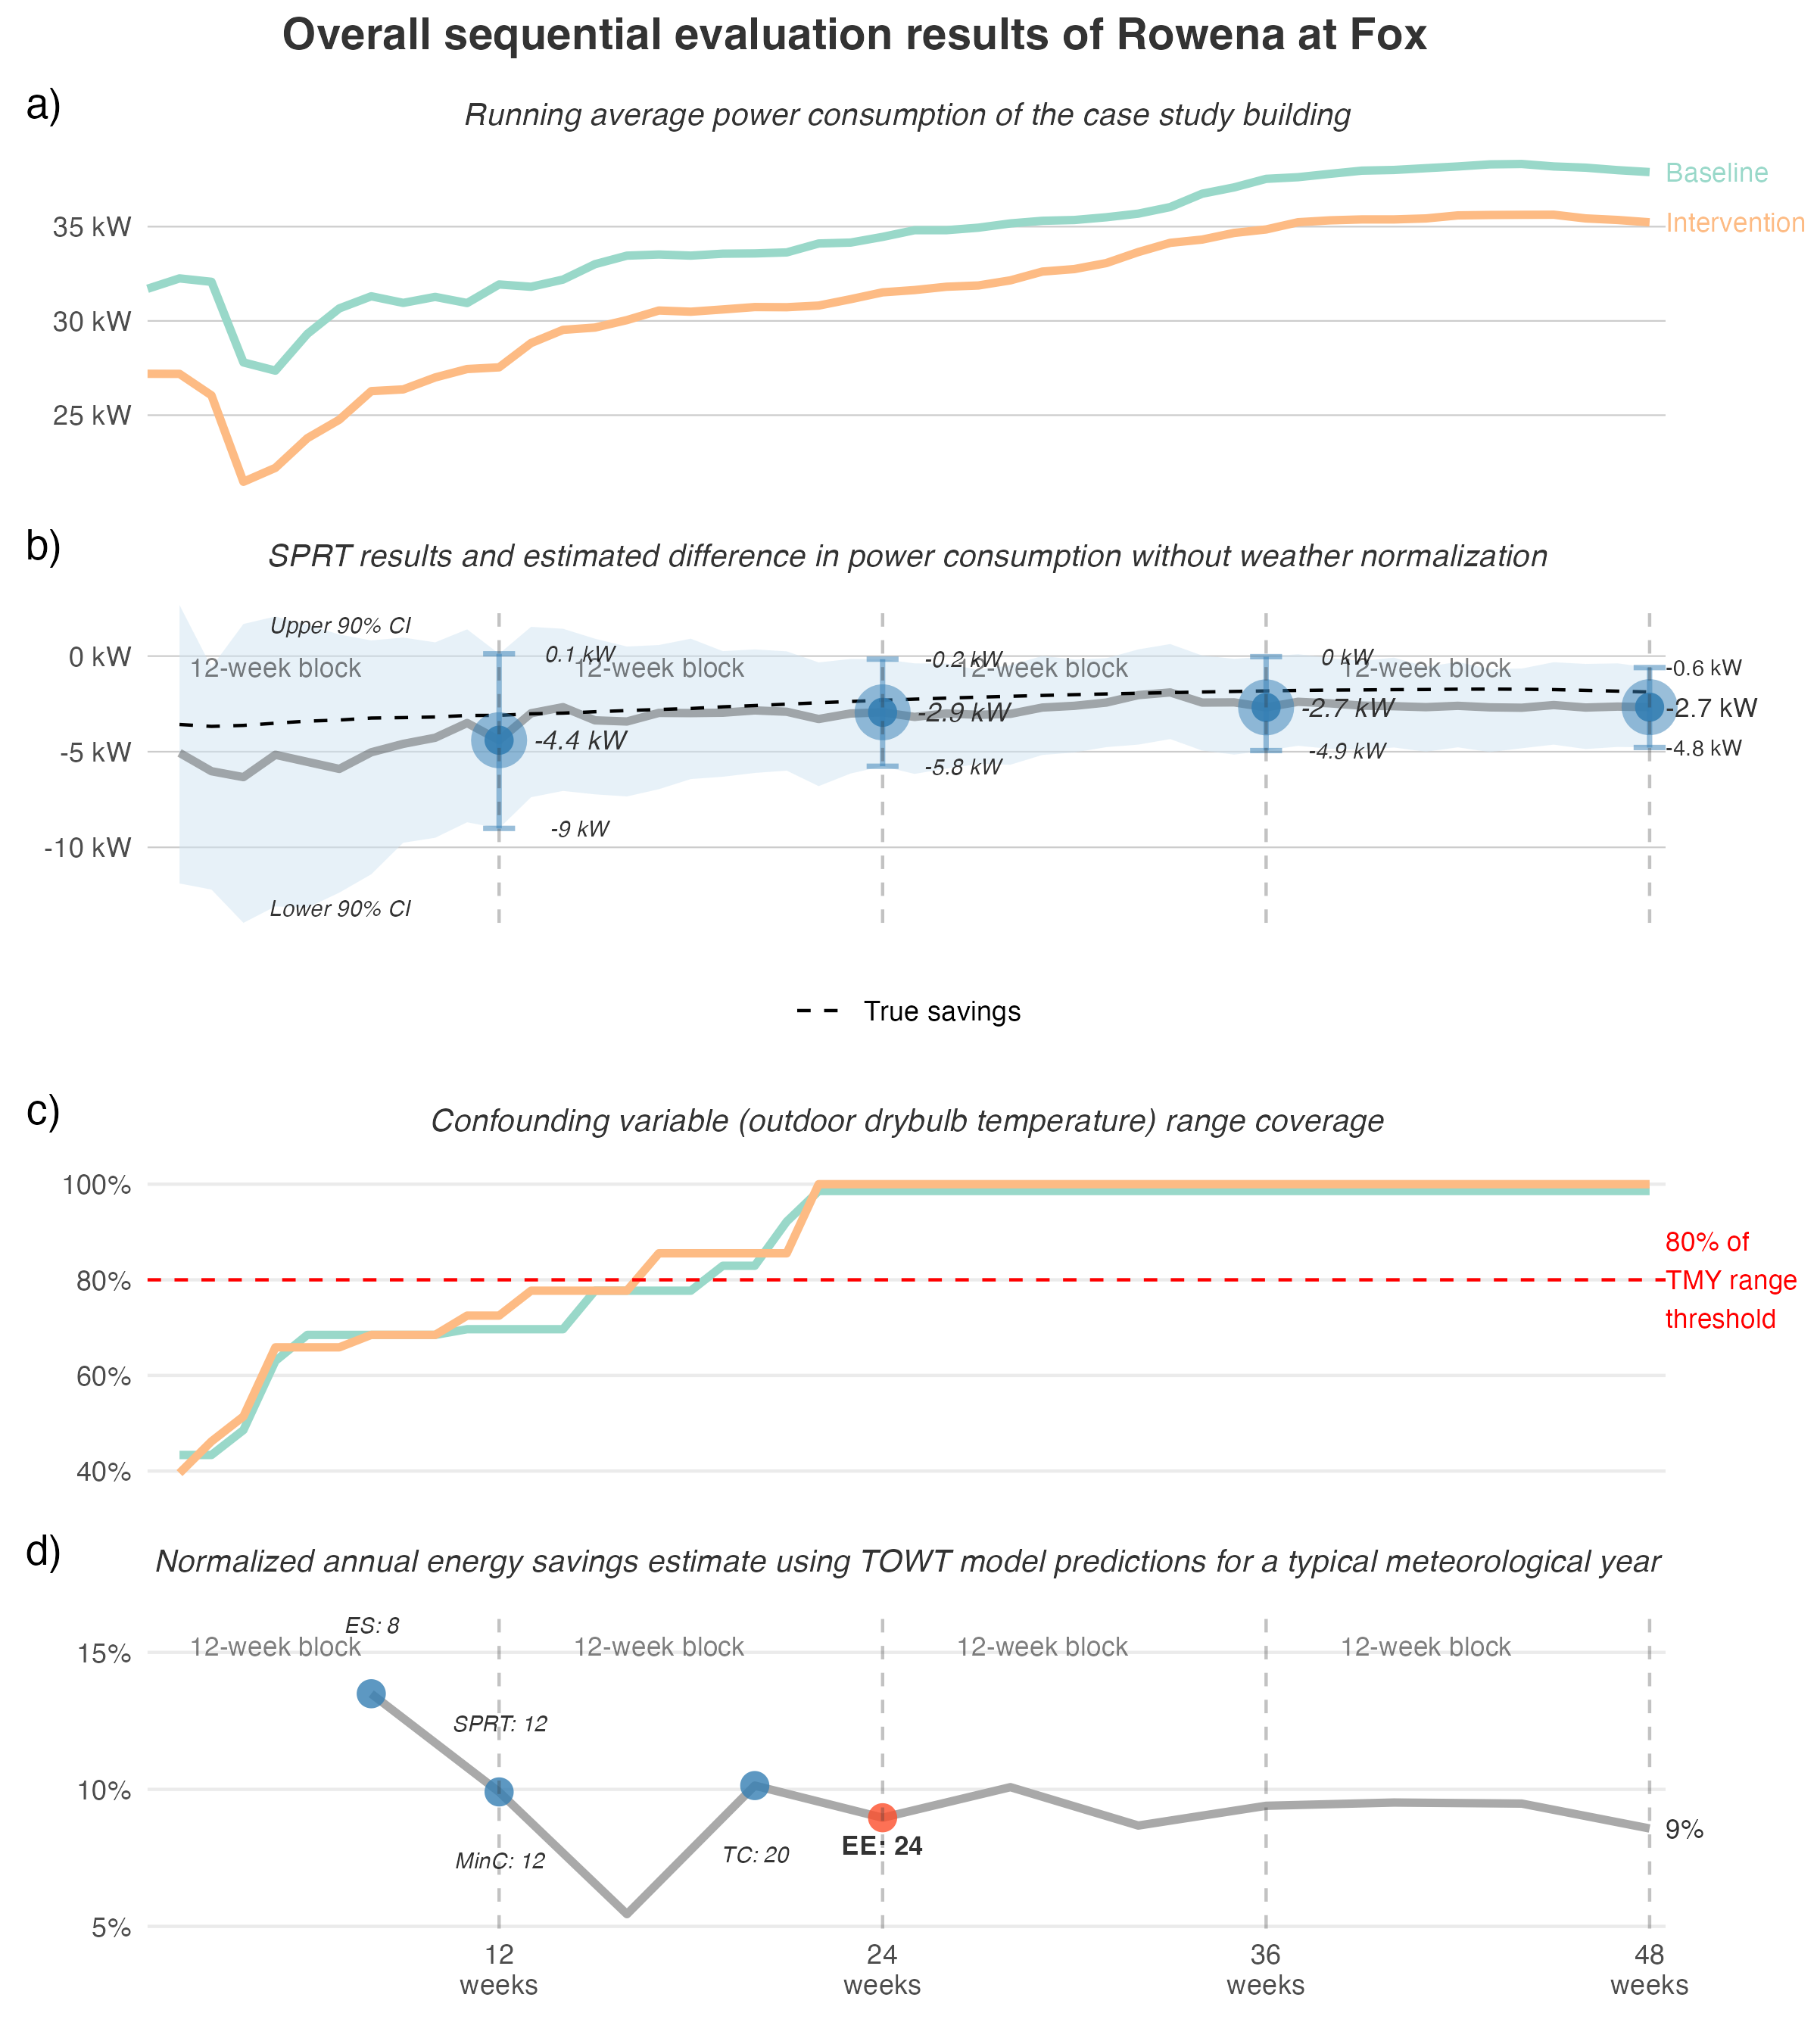 Overall sequential evaluation results of Rowena at Fox
a)
Running average power consumption of the case study building
Baseline
35 kW
Intervention
30 kW
25 kW
b)
SPRT results and estimated difference in power consumption without weather normalization
Upper 90% CI
0 kW
12-week block
0.1 kW
12-week block
-0.2 kW
12-week block
0 kW
12-week block
-0.6 kW
-4.4 kW
-2.9 kW
-2.7 kW
-2.7 kW
-5 kW
-5.8 kW
-4.9 kW
-4.8 kW
-9 kW
-10 kW
Lower 90% CI
True savings
c)
Confounding variable (outdoor drybulb temperature) range coverage
100%
80%
60%
40%
80% of
TMY range
threshold
d)
Normalized annual energy savings estimate using TOWT model predictions for a typical meteorological year
ES: 8
15%
12-week block
12-week block
12-week block
12-week block
SPRT: 12
10%
MinC: 12
TC: 20
EE: 24
9%
5%
12
weeks
24
weeks
36
weeks
48
weeks